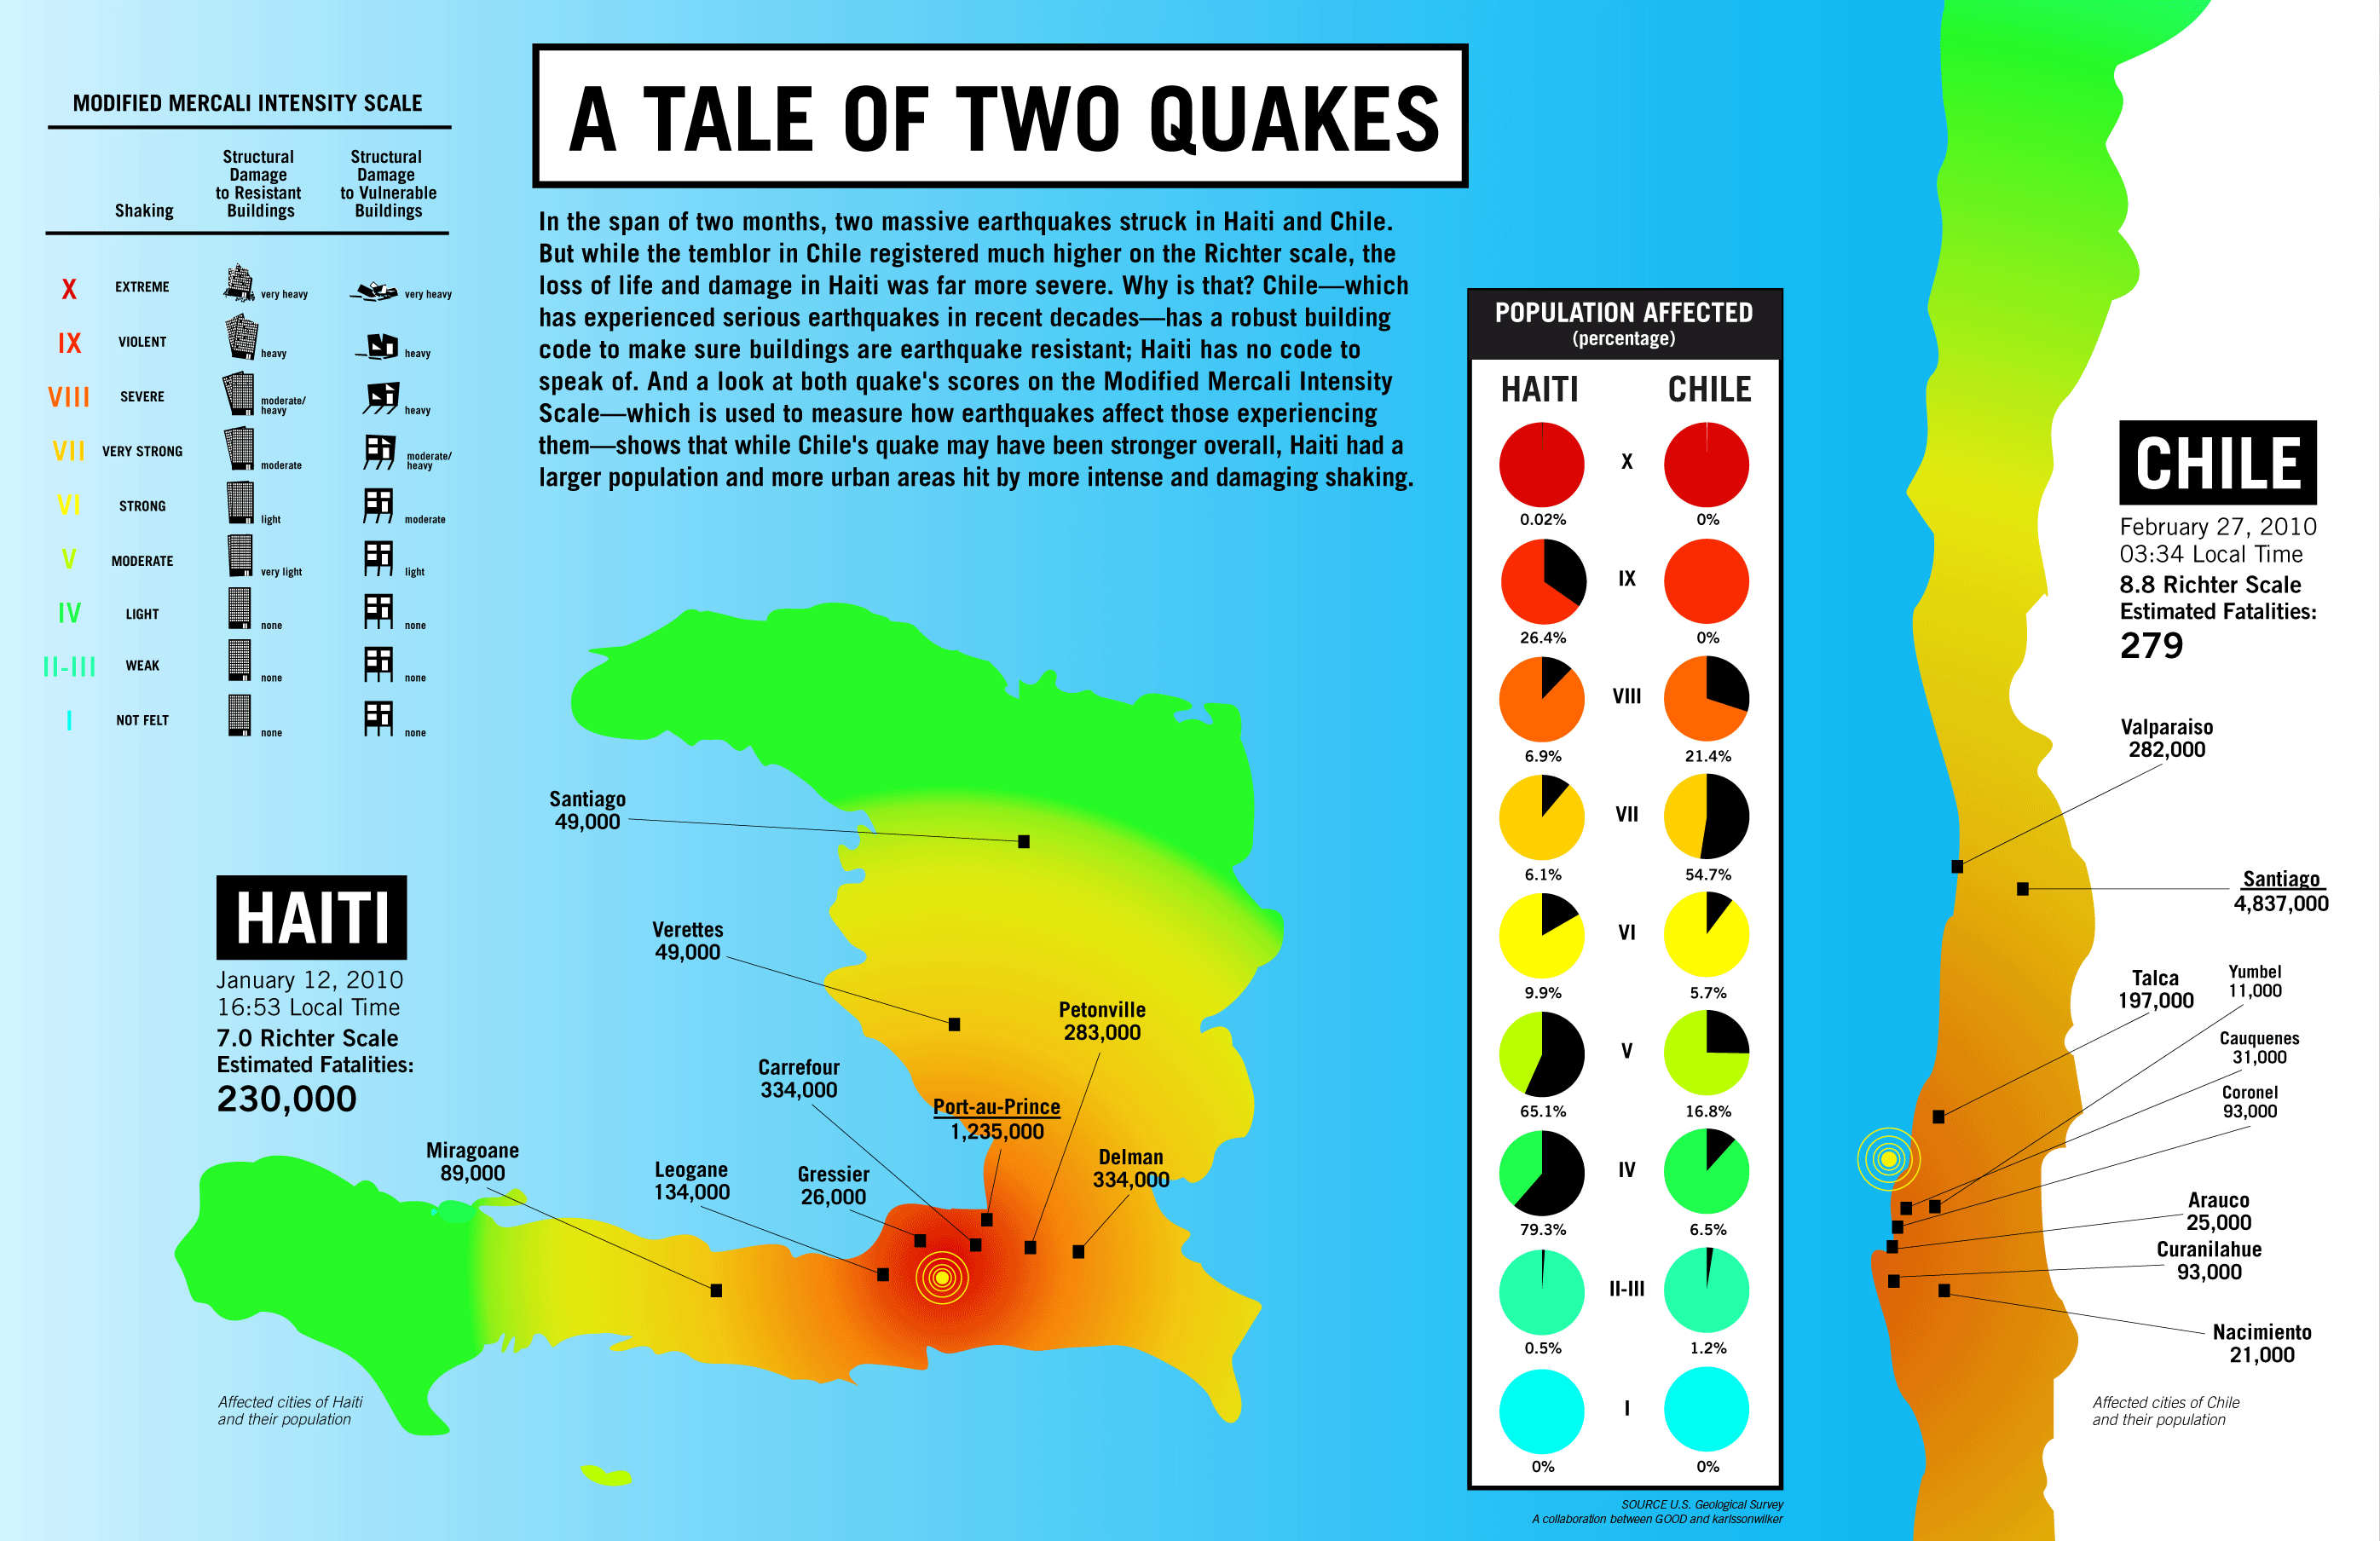 A TALE OF TWO QUAKES
In the span of two months, two massive earthquakes struck in Haiti and Chile.
But while the temblor in Chile registered much higher on the Richter scale, the
loss of life and damage in Haiti was far more severe. Why is that? Chile—which
has experienced serious earthquakes in recent decades—has a robust building
code to make sure buildings are earthquake resistant; Haiti has no code to
speak of. And a look at both quake's scores on the Modified Mercali Intensity
Scale—which is used to measure how earthquakes affect those experiencing
them—shows that while Chile's quake may have been stronger overall, Haiti had a
larger population and more urban areas hit by more intense and damaging shaking.
MODIFIED MERCALI INTENSITY SCALE
Shaking
Structural
Damage
to Resistant
Buildings
Structural
Damage
to Vulnerable
Buildings
X EXTREME very heavy very heavy
IX VIOLENT heavy heavy
VIII SEVERE moderate/
heavy heavy
VII VERY STRONG moderate moderate/
heavy
VI STRONG light moderate
V MODERATE very light light
IV LIGHT none none
II-III WEAK none none
I NOT FELT none none
HAITI
January 12, 2010
16:53 Local Time
7.0 Richter Scale
Estimated Fatalities:
230,000
Santiago
49,000
Verettes
49,000
Petonville
283,000
Carrefour
334,000
Port-au-Prince
1,235,000
Miragoane
89,000
Leogane
134,000
Gressier
26,000
Delman
334,000
Affected cities of Haiti
and their population
POPULATION AFFECTED
(percentage)
HAITI CHILE
X
0.02% 0%
IX
26.4% 0%
VIII
6.9% 21.4%
VII
6.1% 54.7%
VI
9.9% 5.7%
V
65.1% 16.8%
IV
79.3% 6.5%
II-III
0.5% 1.2%
I
0% 0%
SOURCE U.S. Geological Survey
A collaboration between GOOD and karlssonwilker
CHILE
February 27, 2010
03:34 Local Time
8.8 Richter Scale
Estimated Fatalities:
279
Valparaiso
282,000
Santiago
4,837,000
Talca
197,000
Yumbel
11,000
Cauquenes
31,000
Coronel
93,000
Arauco
25,000
Curanilahue
93,000
Nacimiento
21,000
Affected cities of Chile
and their population